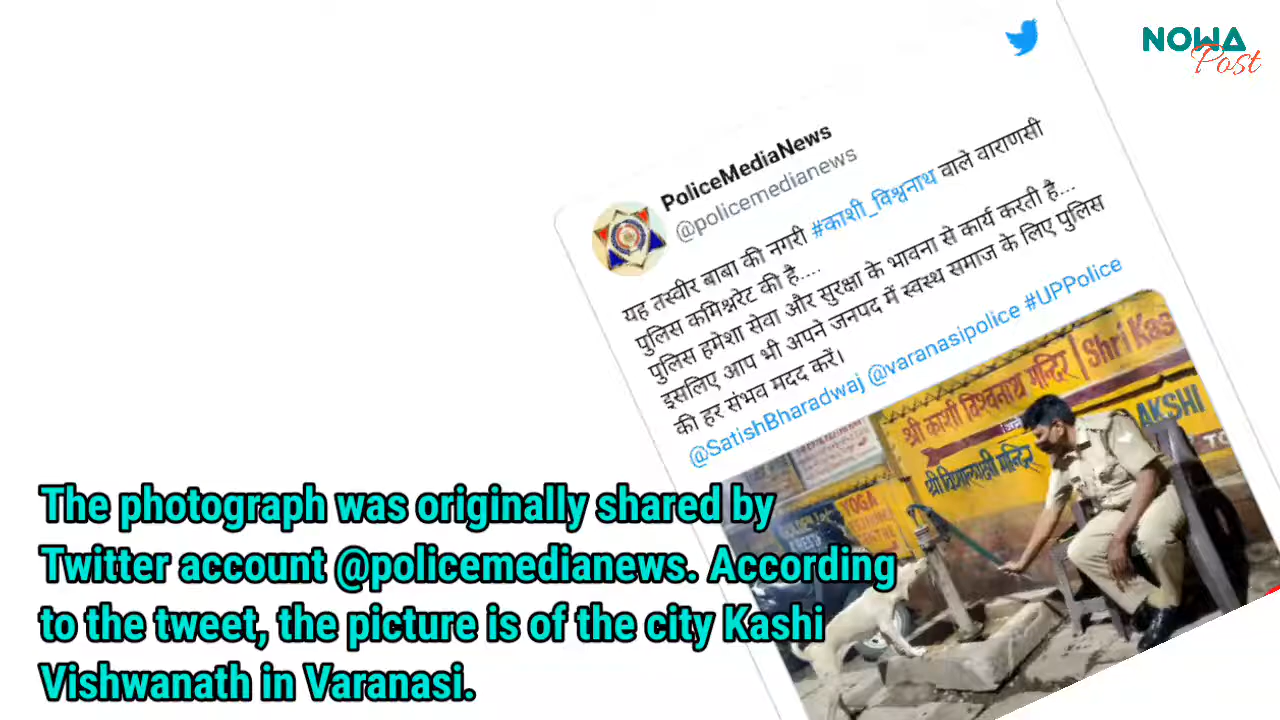 NOWA
Post
PoliceMediaNews
@policemedianews
यह तस्वीर बाबा की नगरी #काशी_विश्वनाथ वाले वाराणसी
पुलिस कमिश्नरेट की है....
पुलिस हमेशा सेवा और सुरक्षा के भावना से कार्य करती है...
इसलिए आप भी अपने जनपद में स्वस्थ समाज के लिए पुलिस
की हर संभव मदद करें।
@SatishBharadwaj @varanasipolice #UPPolice
श्री काशी विश्वनाथ मन्दिर | Shri Kas
श्री विशालाक्षी मन्दिर
AKSHI
YOGA
The photograph was originally shared by
Twitter account @policemedianews. According
to the tweet, the picture is of the city Kashi
Vishwanath in Varanasi.